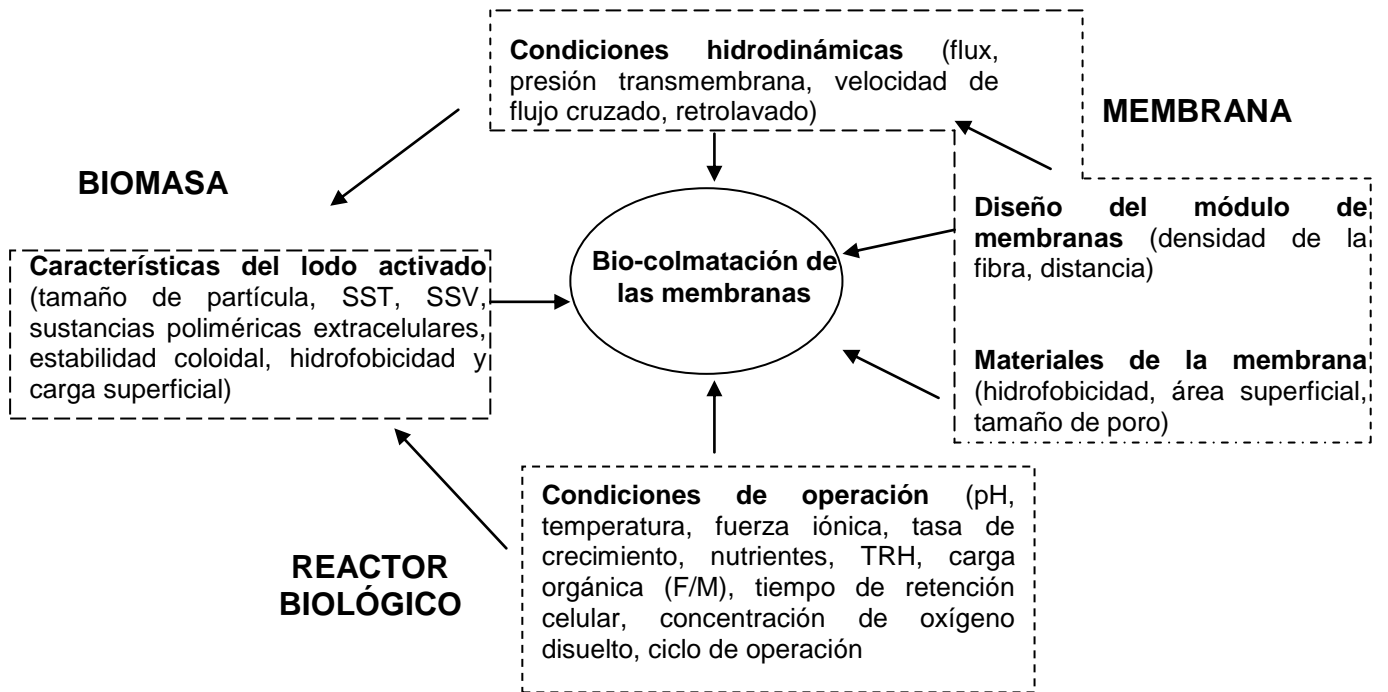 Condiciones hidrodinámicas (flux,
presión transmembrana, velocidad de
flujo cruzado, retrolavado)
MEMBRANA
BIOMASA
Diseño del módulo de
membranas (densidad de la
fibra, distancia)
Características del lodo activado
(tamaño de partícula, SST, SSV,
sustancias poliméricas extracelulares,
estabilidad coloidal, hidrofobicidad y
carga superficial)
Bio-colmatación de
las membranas
Materiales de la membrana
(hidrofobicidad, área superficial,
tamaño de poro)
Condiciones de operación (pH,
temperatura, fuerza iónica, tasa de
crecimiento, nutrientes, TRH, carga
orgánica (F/M), tiempo de retención
celular, concentración de oxígeno
disuelto, ciclo de operación
REACTOR
BIOLÓGICO